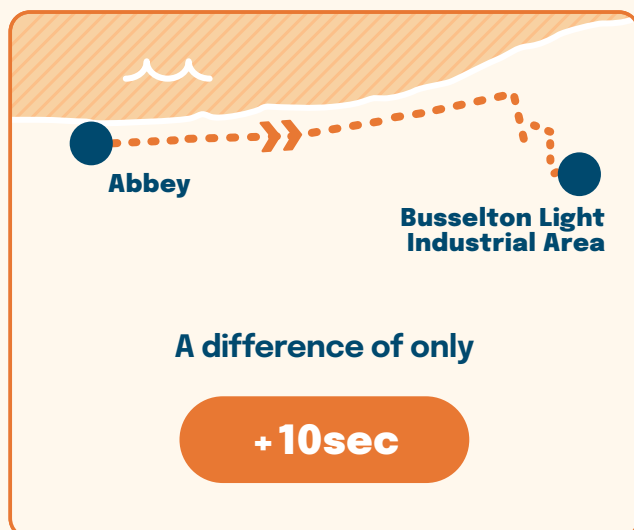 Abbey
Busselton Light
Industrial Area
A difference of only
+10sec